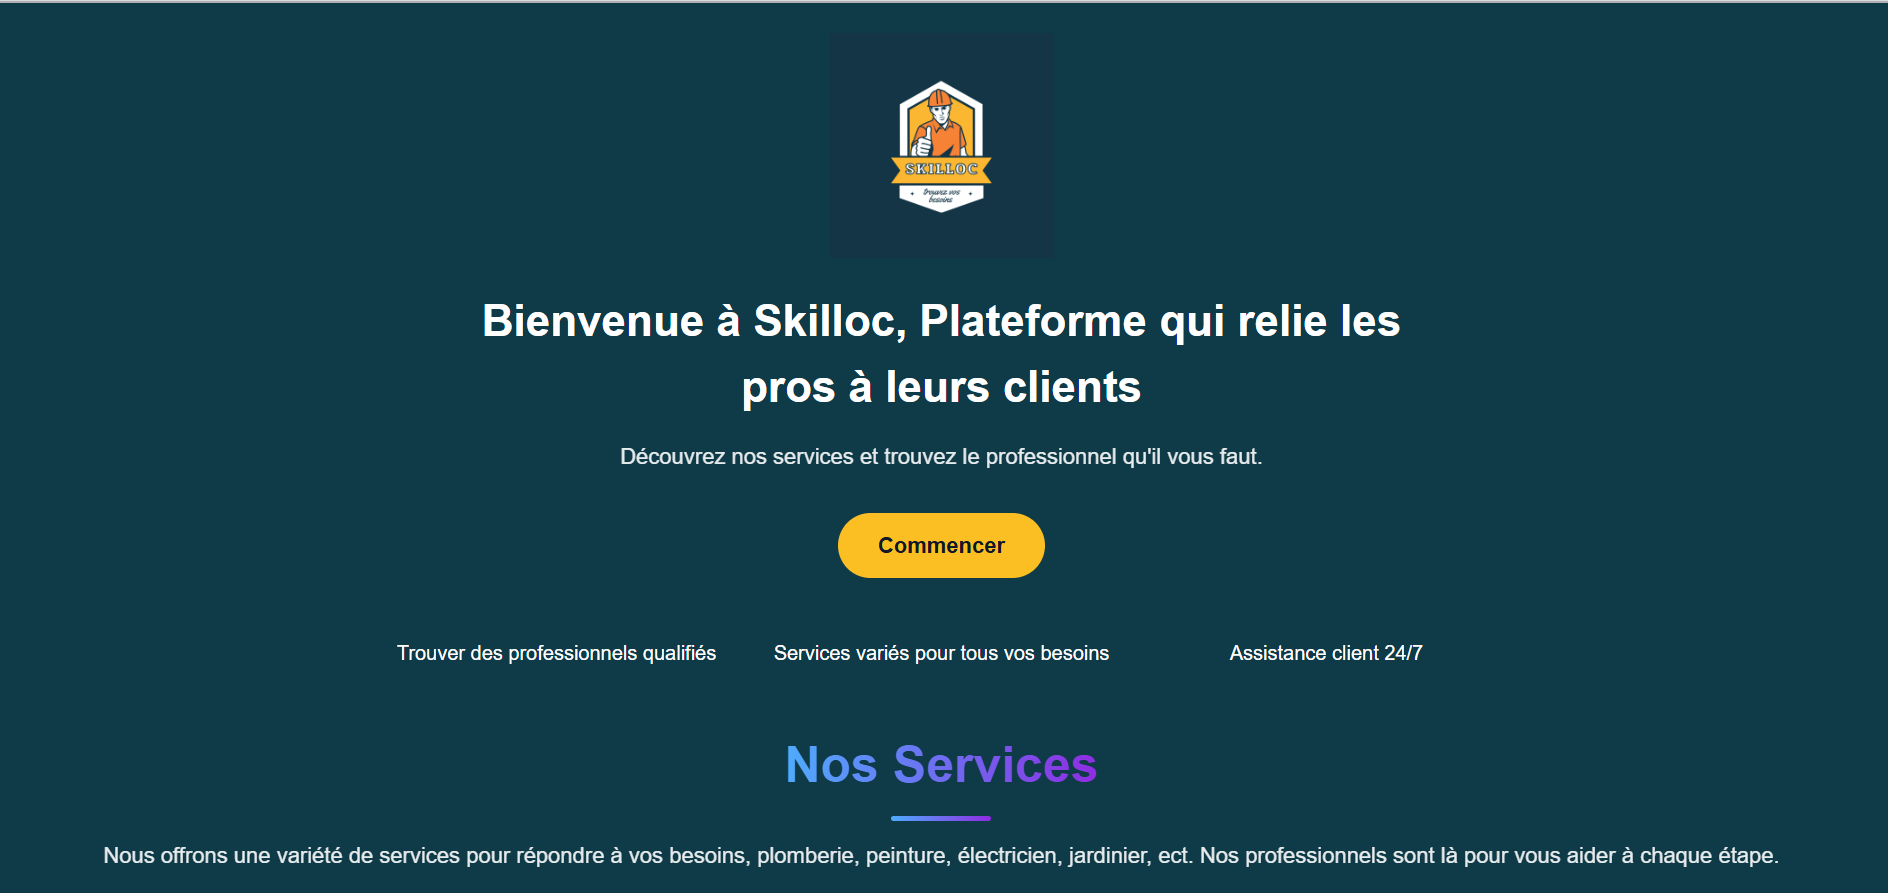 SKILLOC
trouvez vos
besoins
Bienvenue à Skilloc, Plateforme qui relie les
pros à leurs clients
Découvrez nos services et trouvez le professionnel qu'il vous faut.
Commencer
Trouver des professionnels qualifiés
Services variés pour tous vos besoins
Assistance client 24/7
Nos Services
Nous offrons une variété de services pour répondre à vos besoins, plomberie, peinture, électricien, jardinier, ect. Nos professionnels sont là pour vous aider à chaque étape.